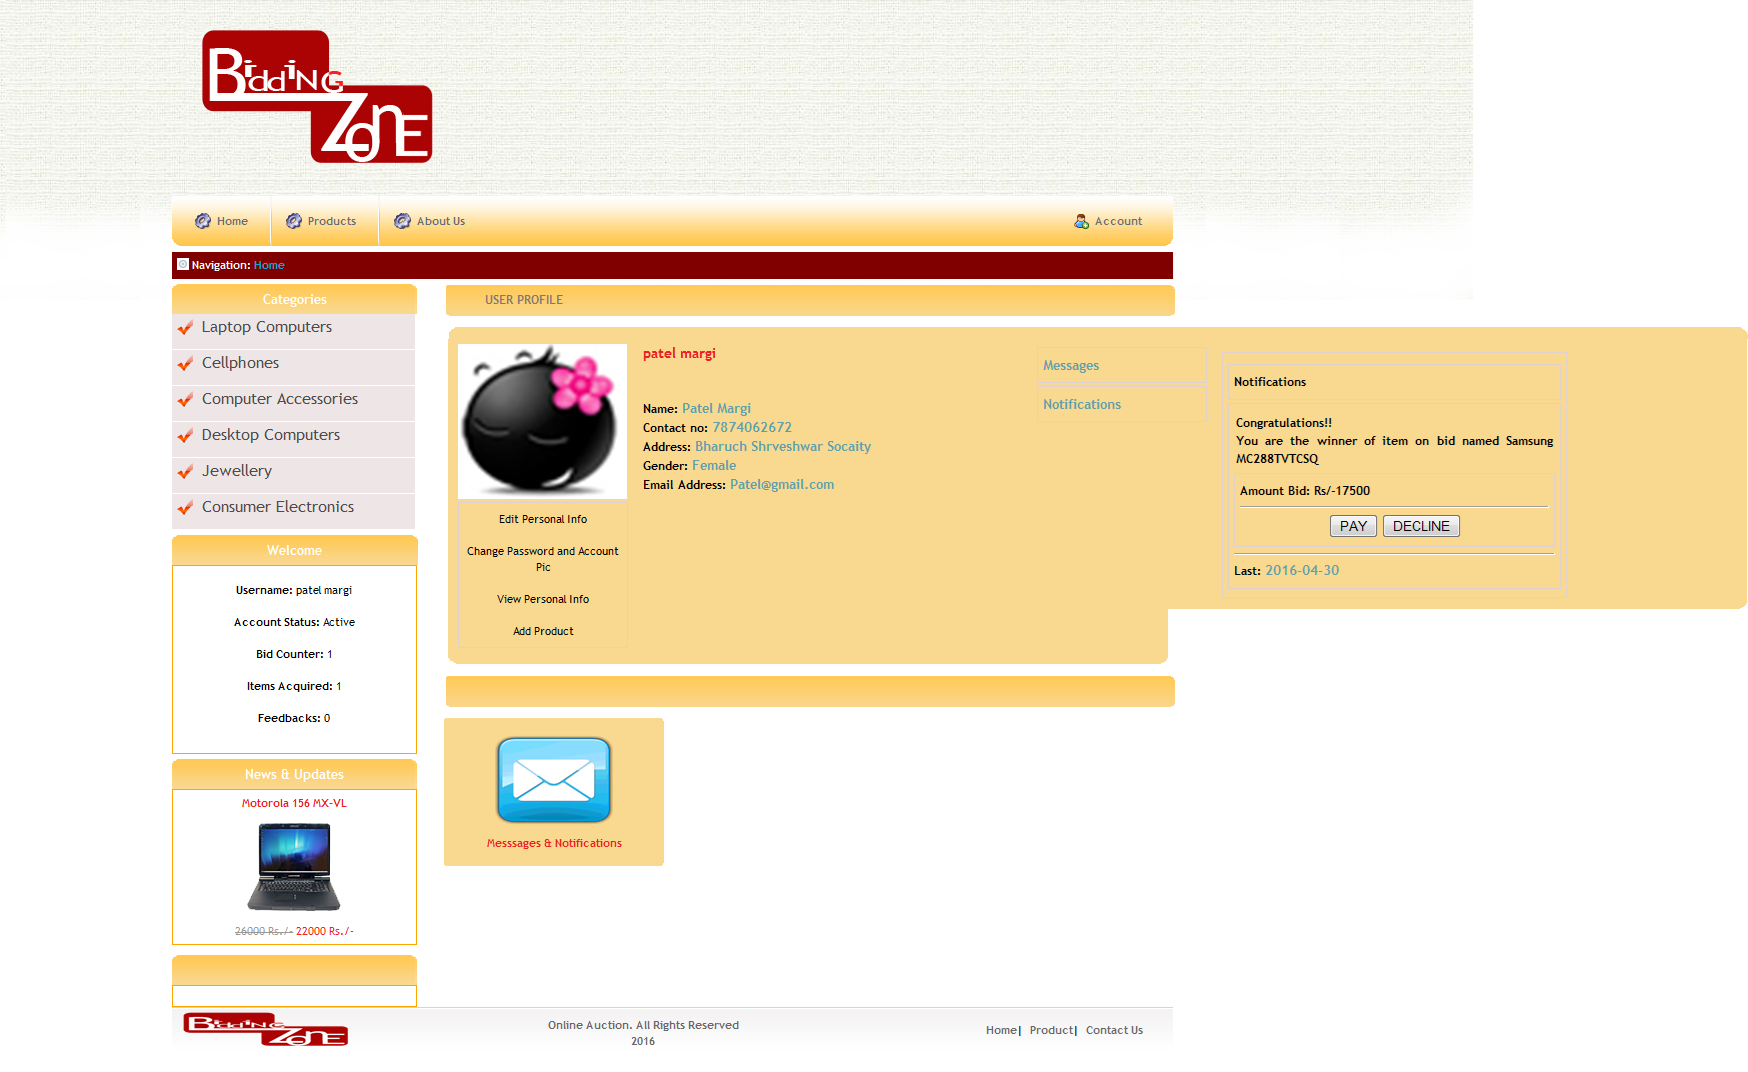 BiddiNG
ZonE
Home
Products
About Us
Account
Navigation: Home
Categories
Laptop Computers
Cellphones
Computer Accessories
Desktop Computers
Jewellery
Consumer Electronics
Welcome
Username: patel margi
Account Status: Active
Bid Counter: 1
Items Acquired: 1
Feedbacks: 0
News & Updates
Motorola 156 MX-VL
26000 Rs./- 22000 Rs./-
USER PROFILE
patel margi
Name: Patel Margi
Contact no: 7874062672
Address: Bharuch Shrveshwar Socaity
Gender: Female
Email Address: Patel@gmail.com
Edit Personal Info
Change Password and Account
Pic
View Personal Info
Add Product
Messages
Notifications
Notifications
Congratulations!!
You are the winner of item on bid named Samsung
MC288TVTCSQ
Amount Bid: Rs/-17500
PAY
DECLINE
Last: 2016-04-30
Messsages & Notifications
BiddiNG
ZonE
Online Auction. All Rights Reserved
2016
Home| Product| Contact Us